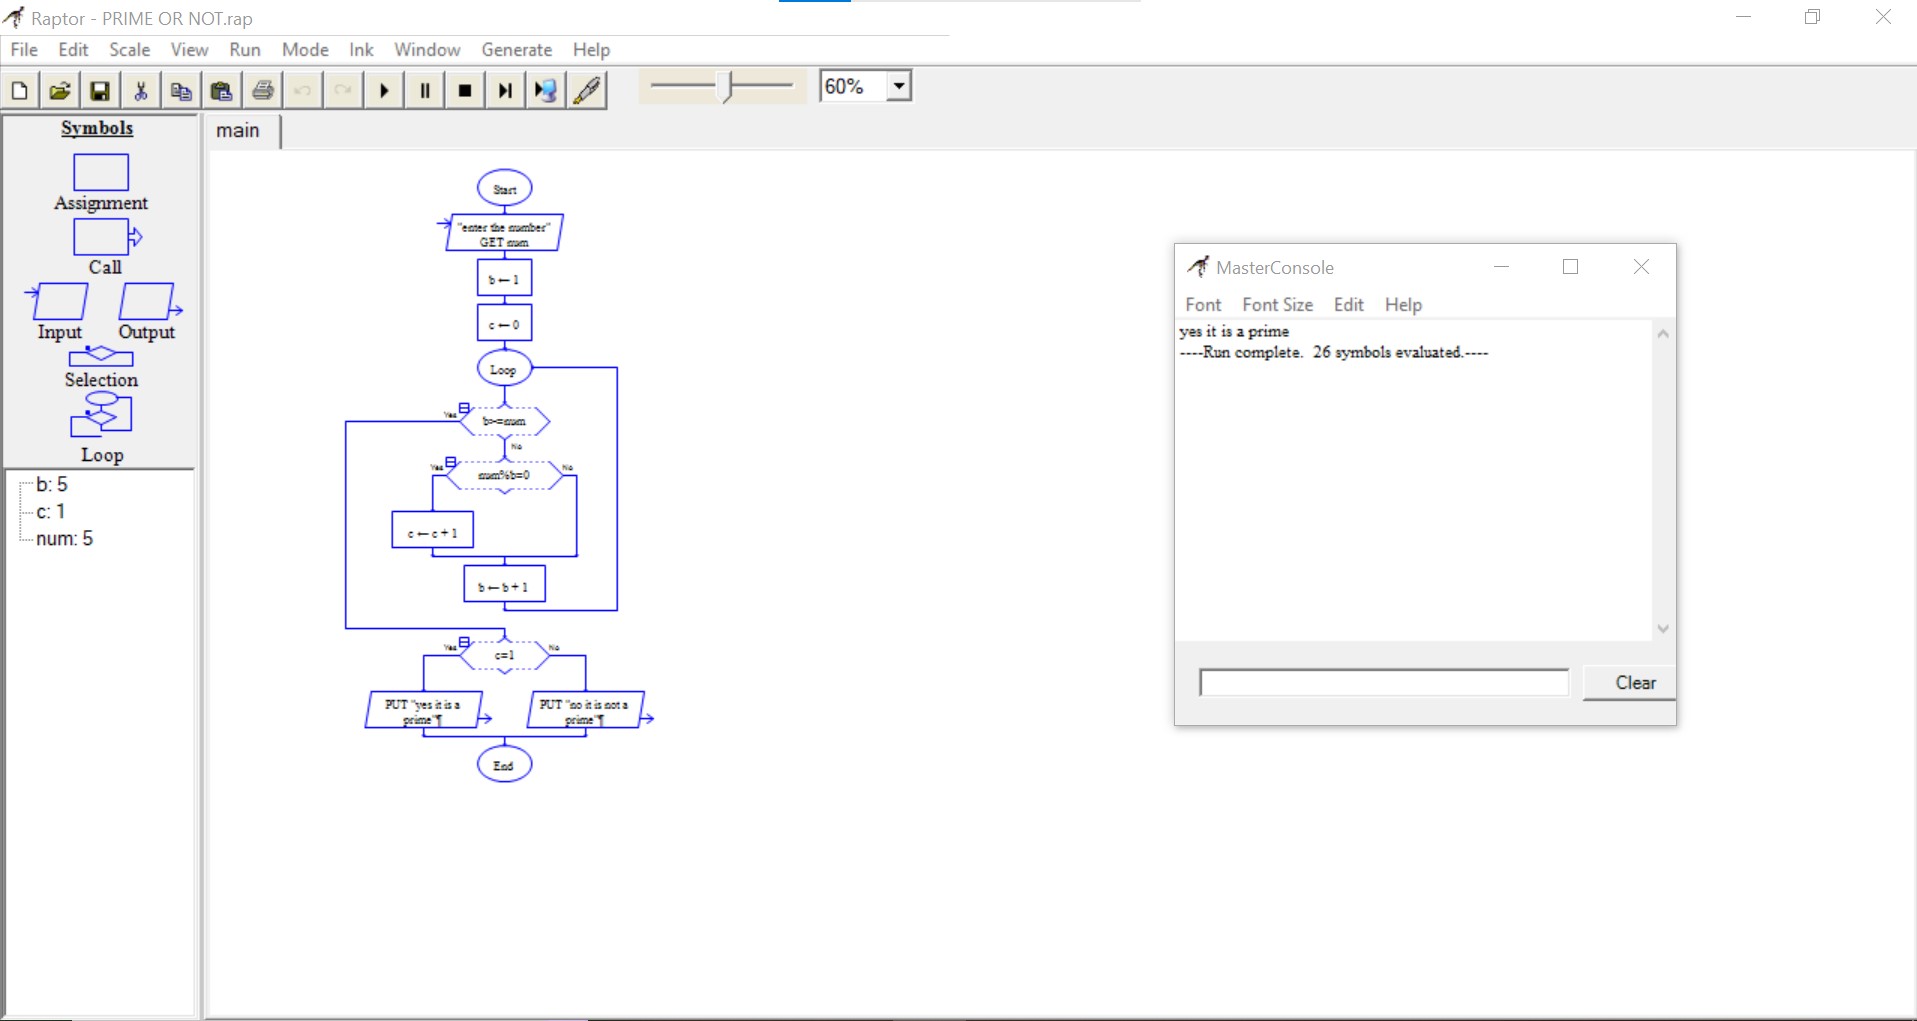 Raptor - PRIME OR NOT.rap
File Edit Scale View Run Mode Ink Window Generate Help
60%
Symbols
Assignment
Call
Input Output
Selection
Loop
b: 5
c: 1
num: 5
main
Start
"enter the number"
GET num
b ← 1
c ← 0
Loop
Yes
b>=num
No
Yes
num%b=0
No
c ← c + 1
b ← b + 1
Yes
c=1
No
PUT "yes it is a
prime"¶
PUT "no it is not a
prime"¶
End
MasterConsole
Font Font Size Edit Help
yes it is a prime
----Run complete. 26 symbols evaluated.----
Clear